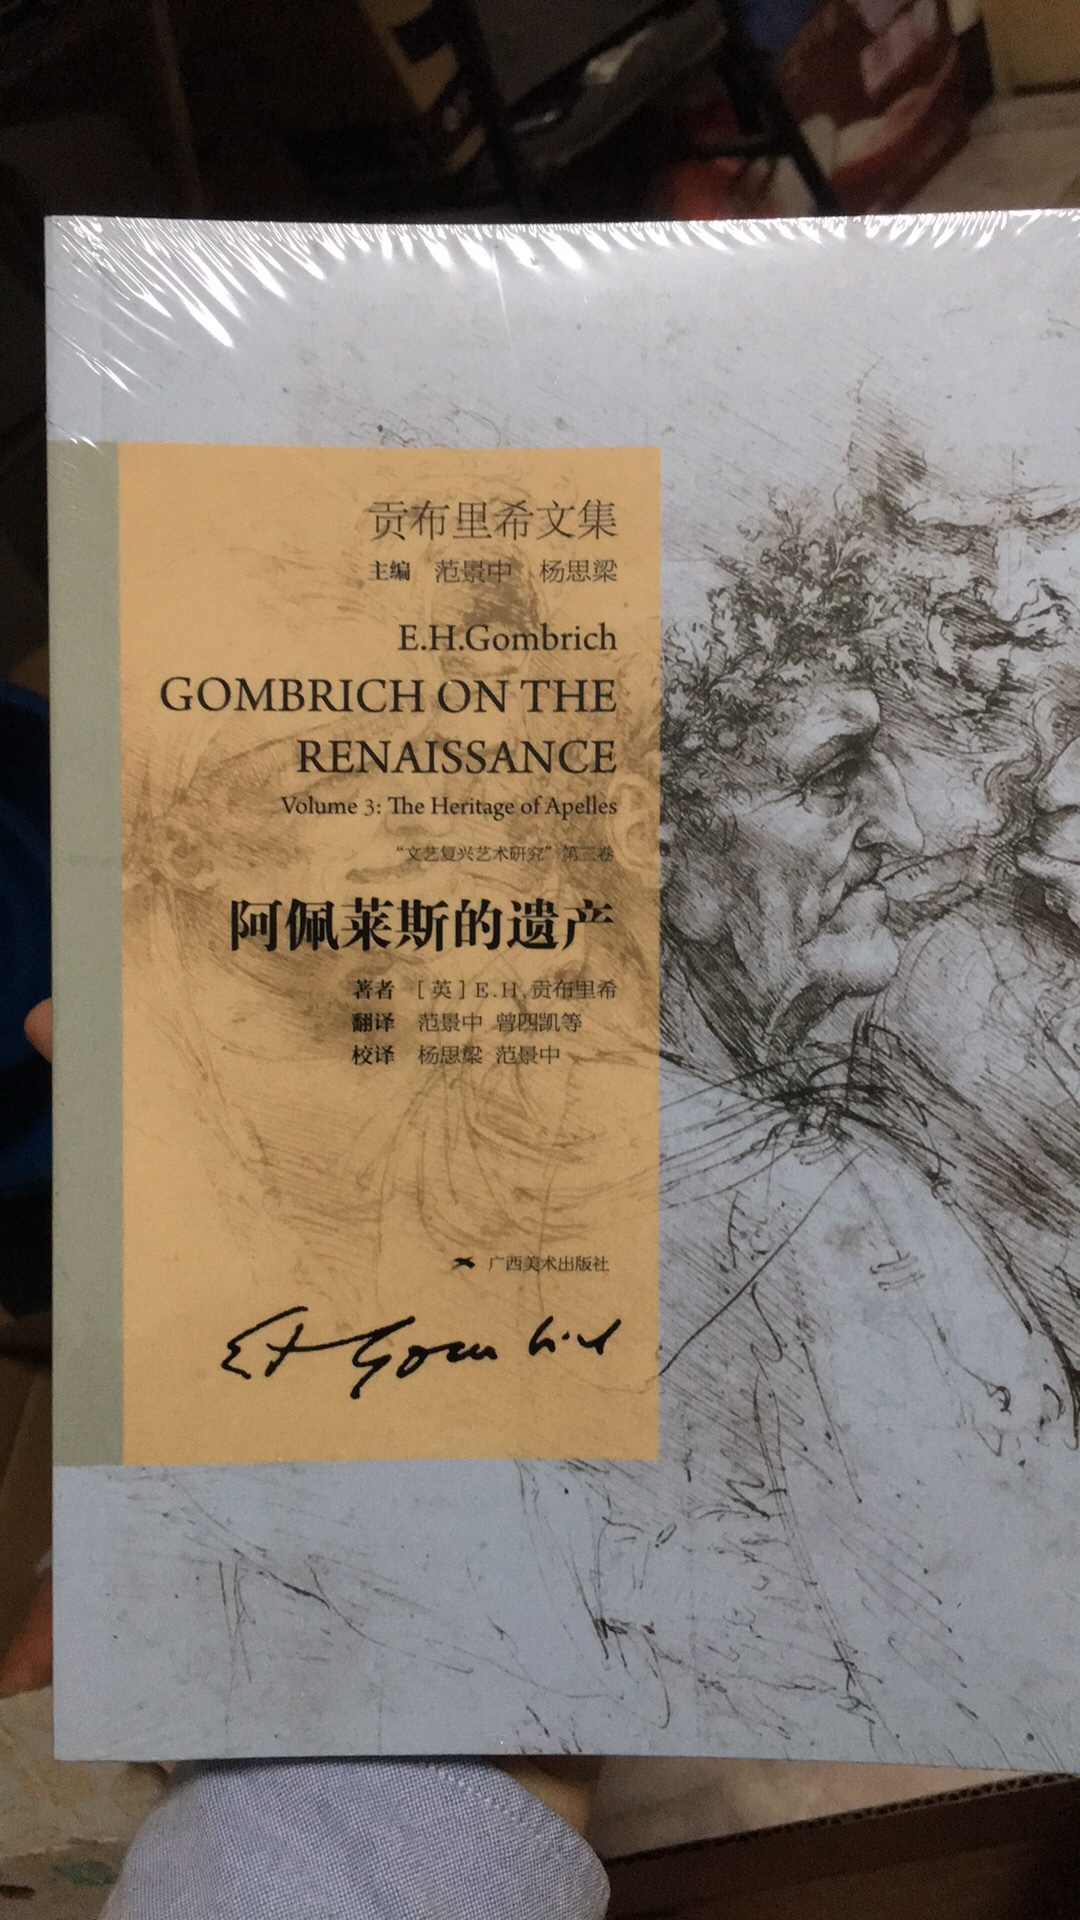 贡布里希文集
主编 范景中 杨思梁
E.H.Gombrich
GOMBRICH ON THE
RENAISSANCE
Volume 3: The Heritage of Apelles
“文艺复兴艺术研究”第三卷
阿佩莱斯的遗产
著者 [英] E.H.贡布里希
翻译 范景中 曾四凯等
校译 杨思梁 范景中
广西美术出版社
EH Gombrich